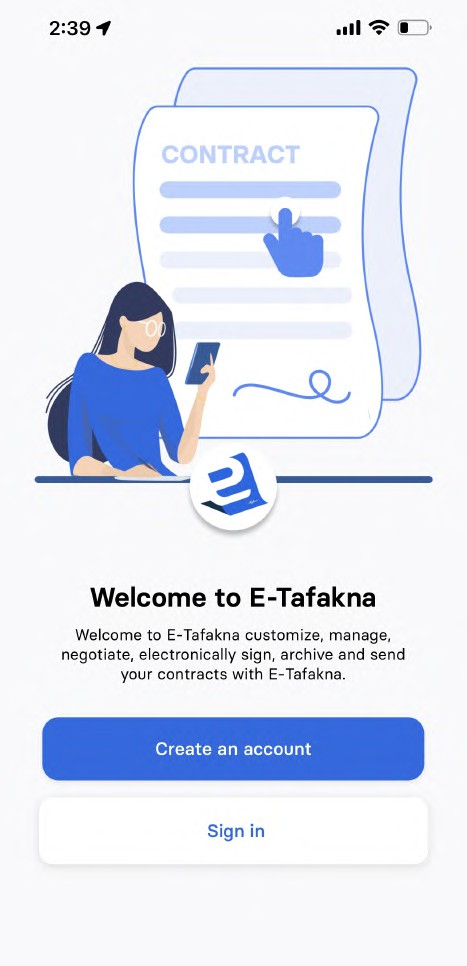 2:39
CONTRACT
e
Welcome to E-Tafakna
Welcome to E-Tafakna customize, manage,
negotiate, electronically sign, archive and send
your contracts with E-Tafakna.
Create an account
Sign in